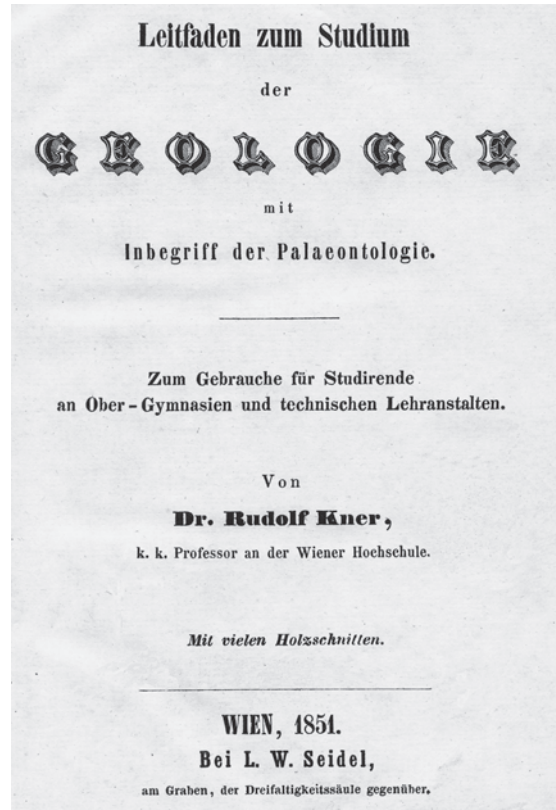 Leitfaden zum Studium
der
GEOLOGIE
mit
Inbegriff der Palaeontologie.
Zum Gebrauche für Studirende
an Ober-Gymnasien und technischen Lehranstalten.
Von
Dr. Rudolf Kner,
k. k. Professor an der Wiener Hochschule.
Mit vielen Holzschnitten.
WIEN, 1851.
Bei L. W. Seidel,
am Graben, der Dreifaltigkeitssäule gegenüber.